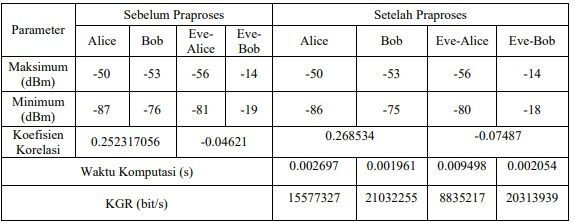 Parameter Sebelum Praproses Setelah Praproses
Alice Bob Eve-Alice Eve-Bob Alice Bob Eve-Alice Eve-Bob
Maksimum (dBm) -50 -53 -56 -14 -50 -53 -56 -14
Minimum (dBm) -87 -76 -81 -19 -86 -75 -80 -18
Koefisien Korelasi 0.252317056 -0.04621 0.268534 -0.07487
Waktu Komputasi (s) 0.002697 0.001961 0.009498 0.002054
KGR (bit/s) 15577327 21032255 8835217 20313939